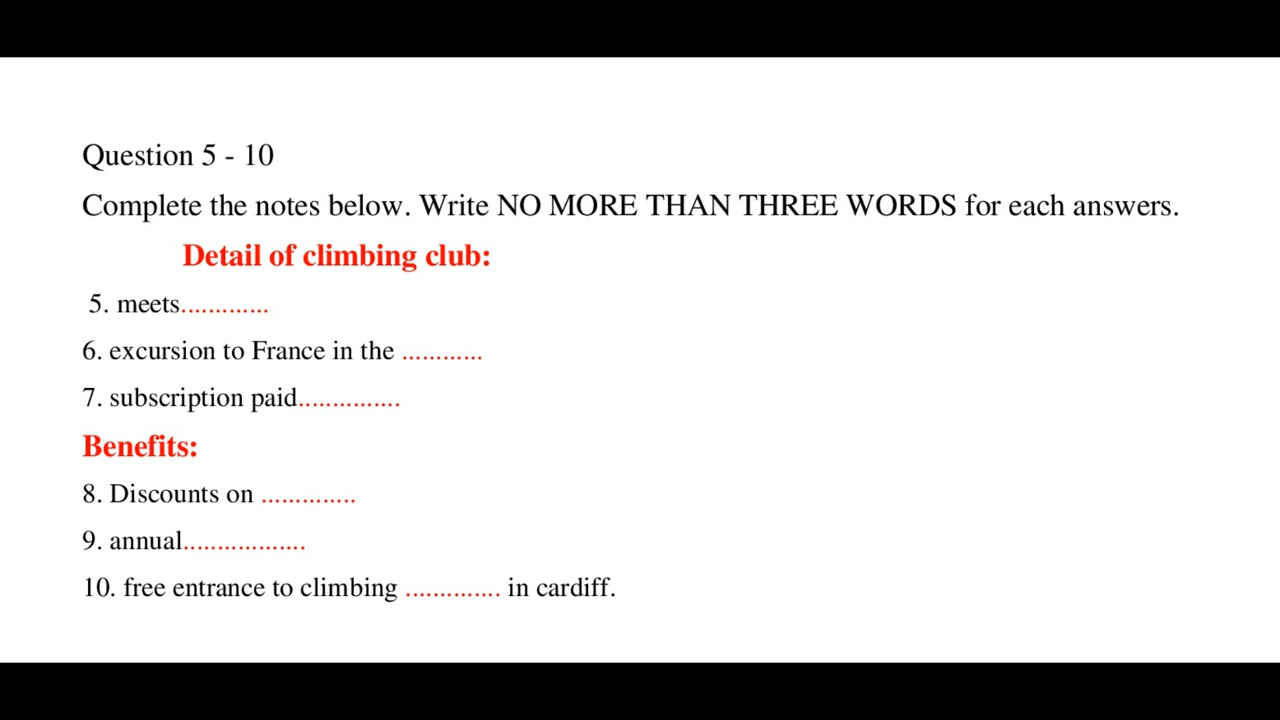 Question 5 - 10
Complete the notes below. Write NO MORE THAN THREE WORDS for each answers.
Detail of climbing club:
5. meets.............
6. excursion to France in the ............
7. subscription paid...............
Benefits:
8. Discounts on ..............
9. annual..................
10. free entrance to climbing .............. in cardiff.